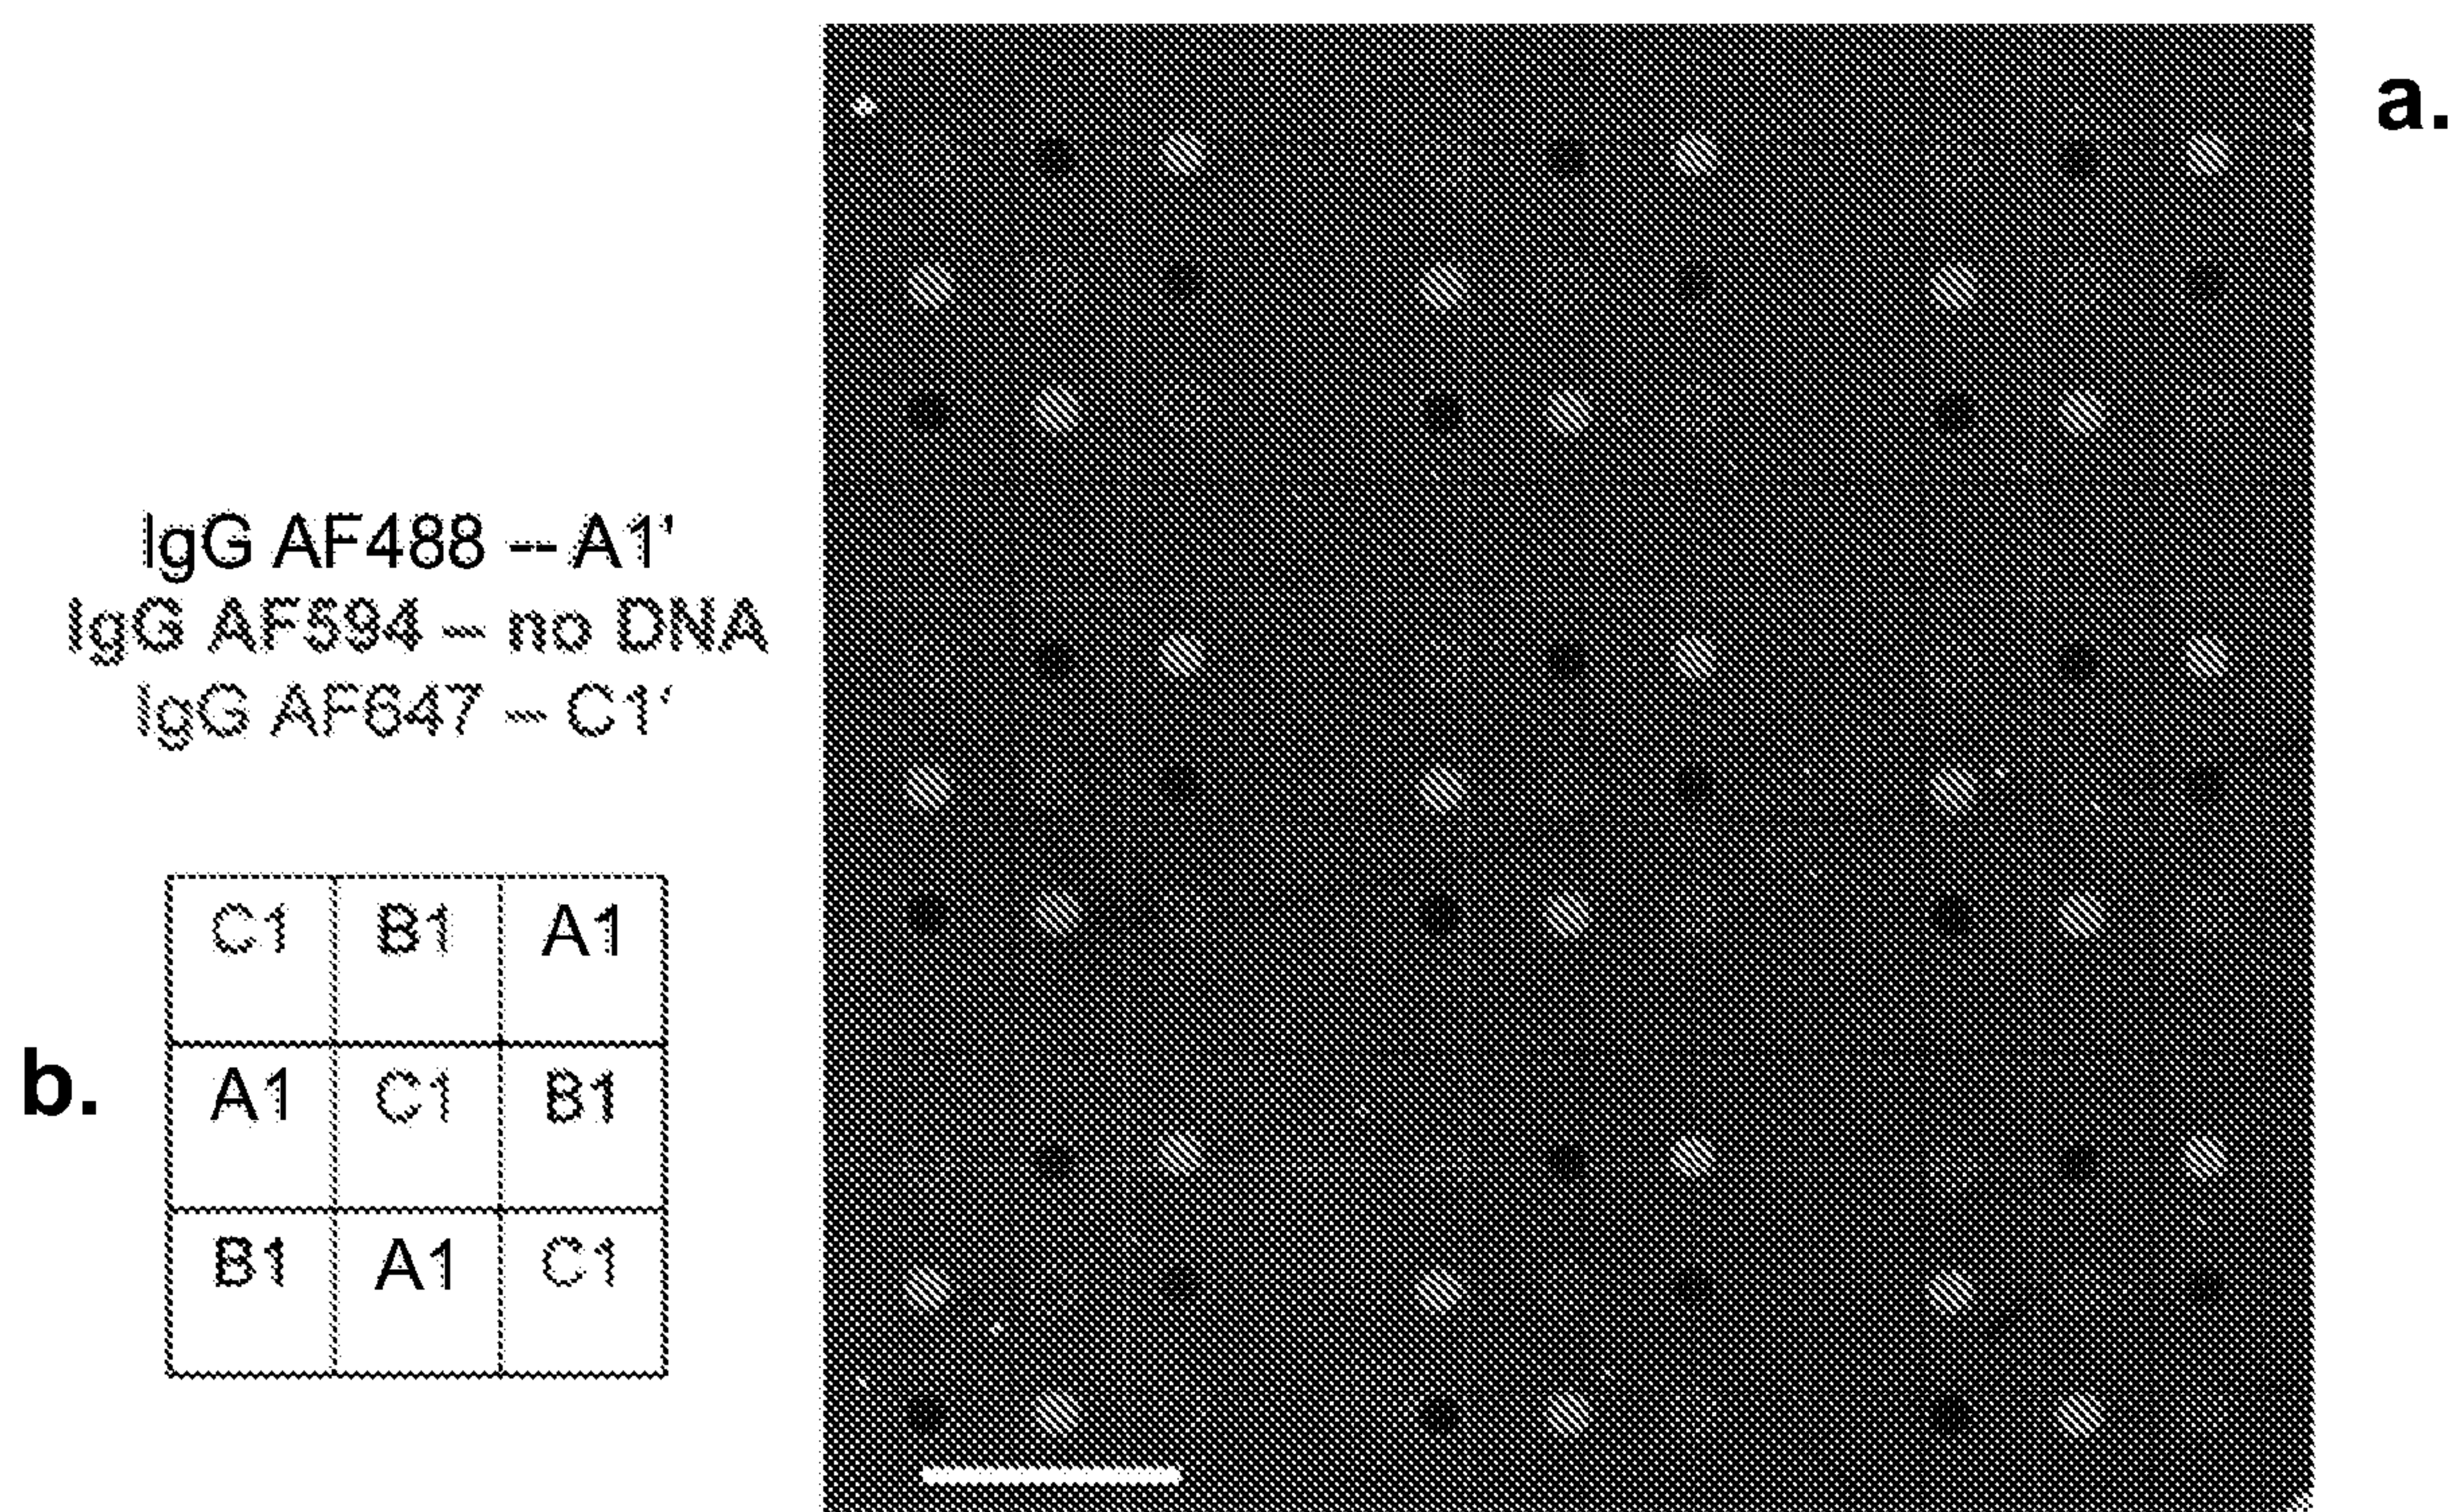 a.
IgG AF488 -- A1'
IgG AF594 – no DNA
IgG AF647 – C1'
b.
C1 B1 A1
A1 C1 B1
B1 A1 C1